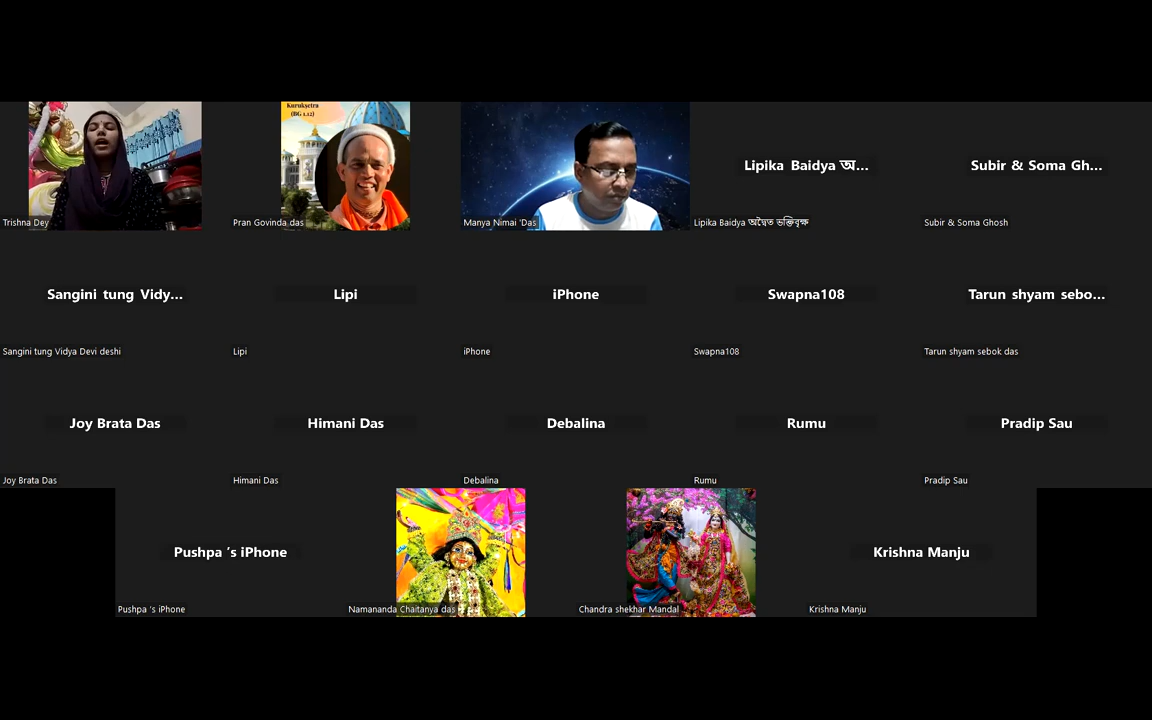 Kurukṣetra
(BG 1.12)
Trishna Dey
Pran Govinda das
Manya Nimai 'Das
Lipika Baidya অ...
Lipika Baidya অদ্বৈত ভক্তিবৃক্ষ
Subir & Soma Gh...
Subir & Soma Ghosh
Sangini tung Vidy...
Sangini tung Vidya Devi deshi
Lipi
Lipi
iPhone
iPhone
Swapna108
Swapna108
Tarun shyam sebo...
Tarun shyam sebok das
Joy Brata Das
Joy Brata Das
Himani Das
Himani Das
Debalina
Debalina
Rumu
Rumu
Pradip Sau
Pradip Sau
Pushpa 's iPhone
Pushpa 's iPhone
Namananda Chaitanya das
Chandra shekhar Mandal
Krishna Manju
Krishna Manju